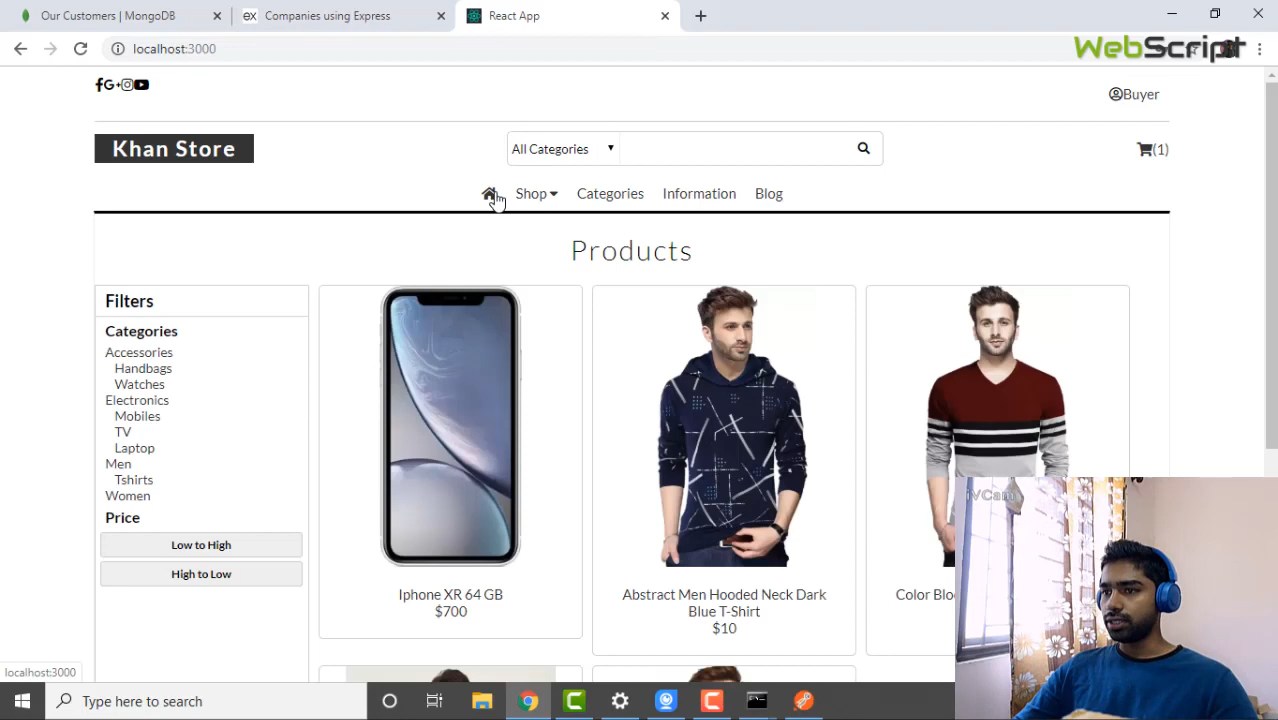 Our Customers | MongoDB
Companies using Express
React App
localhost:3000
WebScript
Buyer
Khan Store
All Categories
(1)
Shop
Categories
Information
Blog
Products
Filters
Categories
Accessories
Handbags
Watches
Electronics
Mobiles
TV
Laptop
Men
Tshirts
Women
Price
Low to High
High to Low
Iphone XR 64 GB
$700
Abstract Men Hooded Neck Dark
Blue T-Shirt
$10
Color Blo
iVCam
localhost:3000
Type here to search